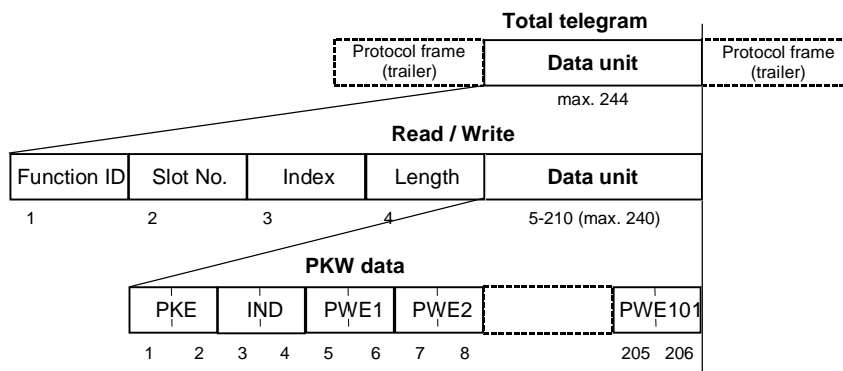 Total telegram
Protocol frame
(trailer)
Data unit
Protocol frame
(trailer)
max. 244
Read / Write
Function ID Slot No. Index Length Data unit
1 2 3 4 5-210 (max. 240)
PKW data
PKE IND PWE1 PWE2 PWE101
1 2 3 4 5 6 7 8 205 206